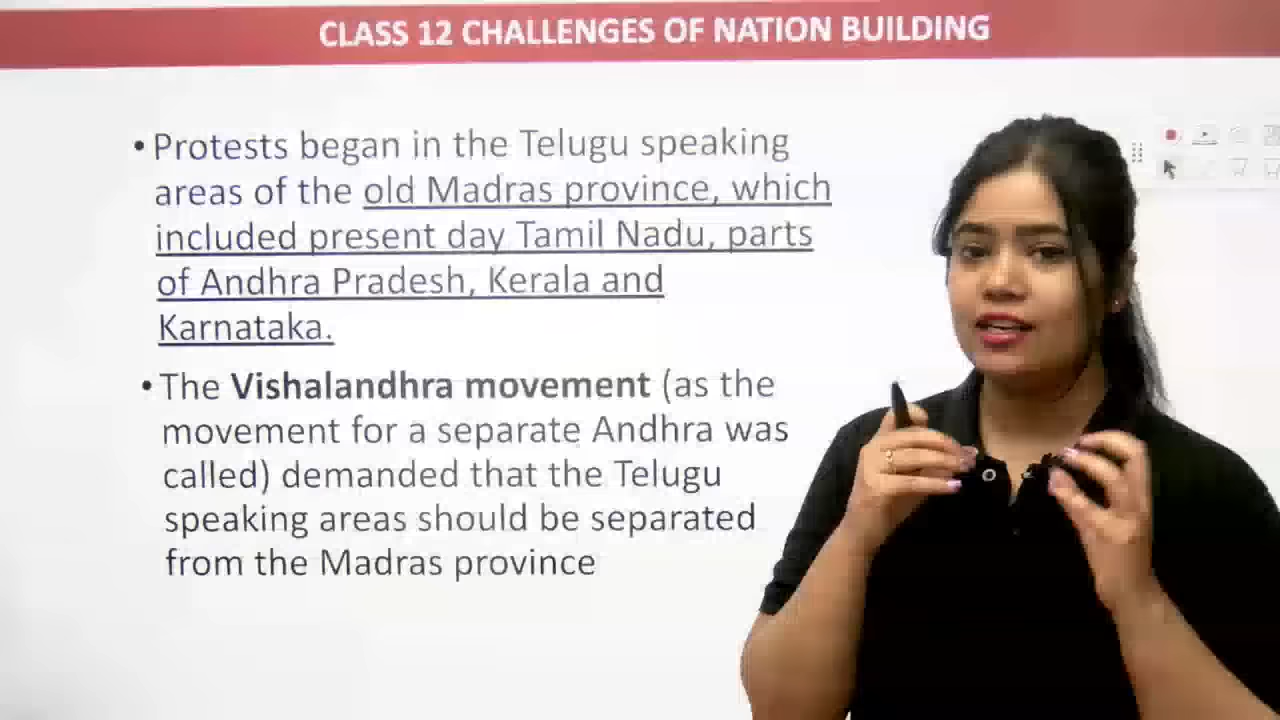 CLASS 12 CHALLENGES OF NATION BUILDING
• Protests began in the Telugu speaking
areas of the old Madras province, which
included present day Tamil Nadu, parts
of Andhra Pradesh, Kerala and
Karnataka.
• The Vishalandhra movement (as the
movement for a separate Andhra was
called) demanded that the Telugu
speaking areas should be separated
from the Madras province